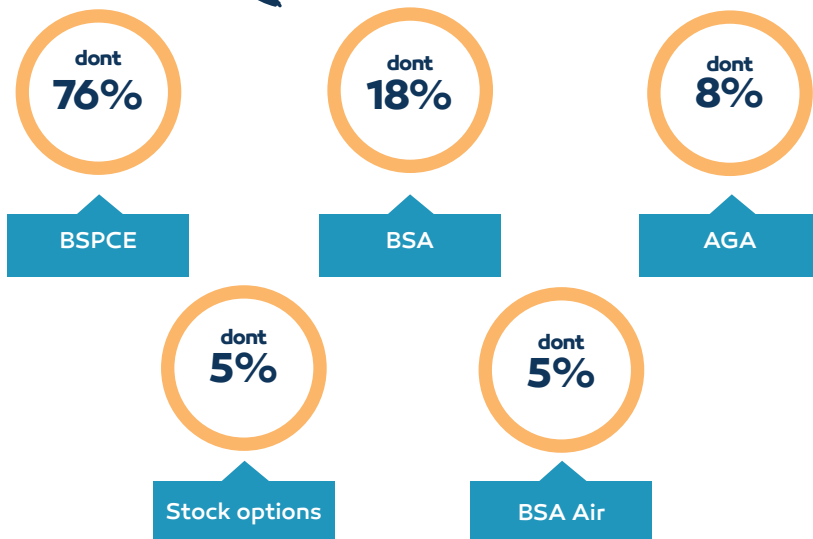 dont
76%
BSPCE
dont
18%
BSA
dont
8%
AGA
dont
5%
Stock options
dont
5%
BSA Air